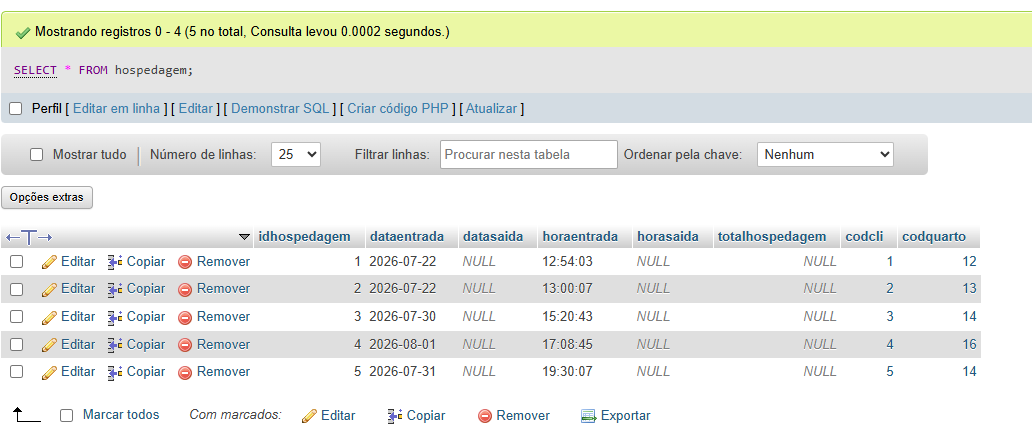 Mostrando registros 0 - 4 (5 no total, Consulta levou 0.0002 segundos.)
SELECT * FROM hospedagem;
Perfil [ Editar em linha ] [ Editar ] [ Demonstrar SQL ] [ Criar código PHP ] [ Atualizar ]
Mostrar tudo | Número de linhas: 25 Filtrar linhas: Procurar nesta tabela Ordenar pela chave: Nenhum
Opções extras
←T→ idhospedagem dataentrada datasaida horaentrada horasaida totalhospedagem codcli codquarto
Editar Copiar Remover 1 2026-07-22 NULL 12:54:03 NULL NULL 1 12
Editar Copiar Remover 2 2026-07-22 NULL 13:00:07 NULL NULL 2 13
Editar Copiar Remover 3 2026-07-30 NULL 15:20:43 NULL NULL 3 14
Editar Copiar Remover 4 2026-08-01 NULL 17:08:45 NULL NULL 4 16
Editar Copiar Remover 5 2026-07-31 NULL 19:30:07 NULL NULL 5 14
Marcar todos Com marcados: Editar Copiar Remover Exportar